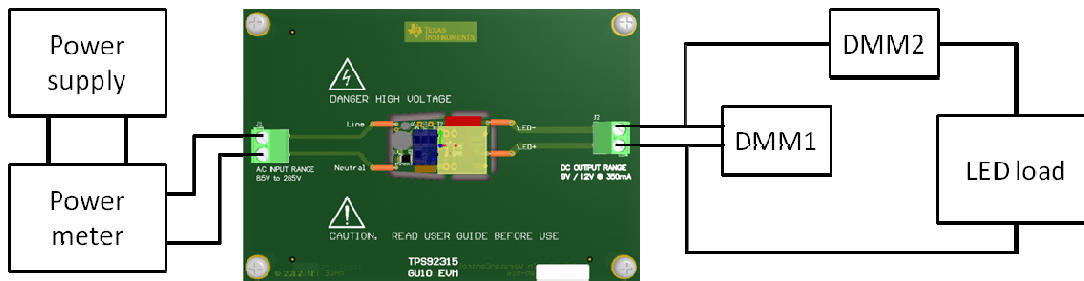 Power
supply
Power
meter
TEXAS
INSTRUMENTS
DANGER HIGH VOLTAGE
J1
Line
Neutral
AC INPUT RANGE
85V to 265V
LED-
LED+
J2
DC OUTPUT RANGE
9V / 12V @ 350mA
CAUTION, READ USER GUIDE BEFORE USE
TPS92315
GU10 EVM
DMM2
DMM1
LED load